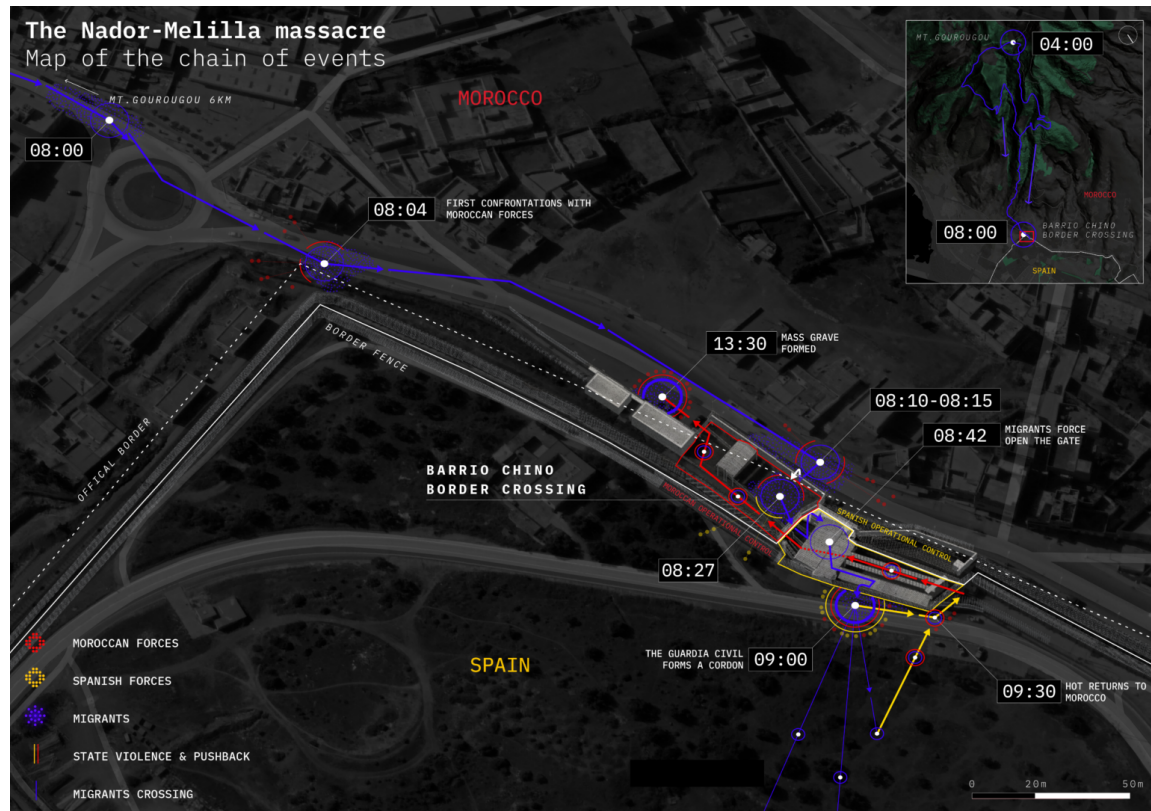 The Nador-Melilla massacre
Map of the chain of events
MT.GOUROUGOU 6KM
08:00
MOROCCO
08:04
FIRST CONFRONTATIONS WITH
MOROCCAN FORCES
MT.GOUROUGOU
04:00
MOROCCO
08:00
BARRIO CHINO
BORDER CROSSING
SPAIN
OFFICAL BORDER
BORDER FENCE
13:30
MASS GRAVE
FORMED
08:10-08:15
08:42
MIGRANTS FORCE
OPEN THE GATE
BARRIO CHINO
BORDER CROSSING
MOROCCAN OPERATIONAL CONTROL
SPANISH OPERATIONAL CONTROL
08:27
THE GUARDIA CIVIL
FORMS A CORDON
09:00
SPAIN
09:30
HOT RETURNS TO
MOROCCO
MOROCCAN FORCES
SPANISH FORCES
MIGRANTS
STATE VIOLENCE & PUSHBACK
MIGRANTS CROSSING
0 20m 50m